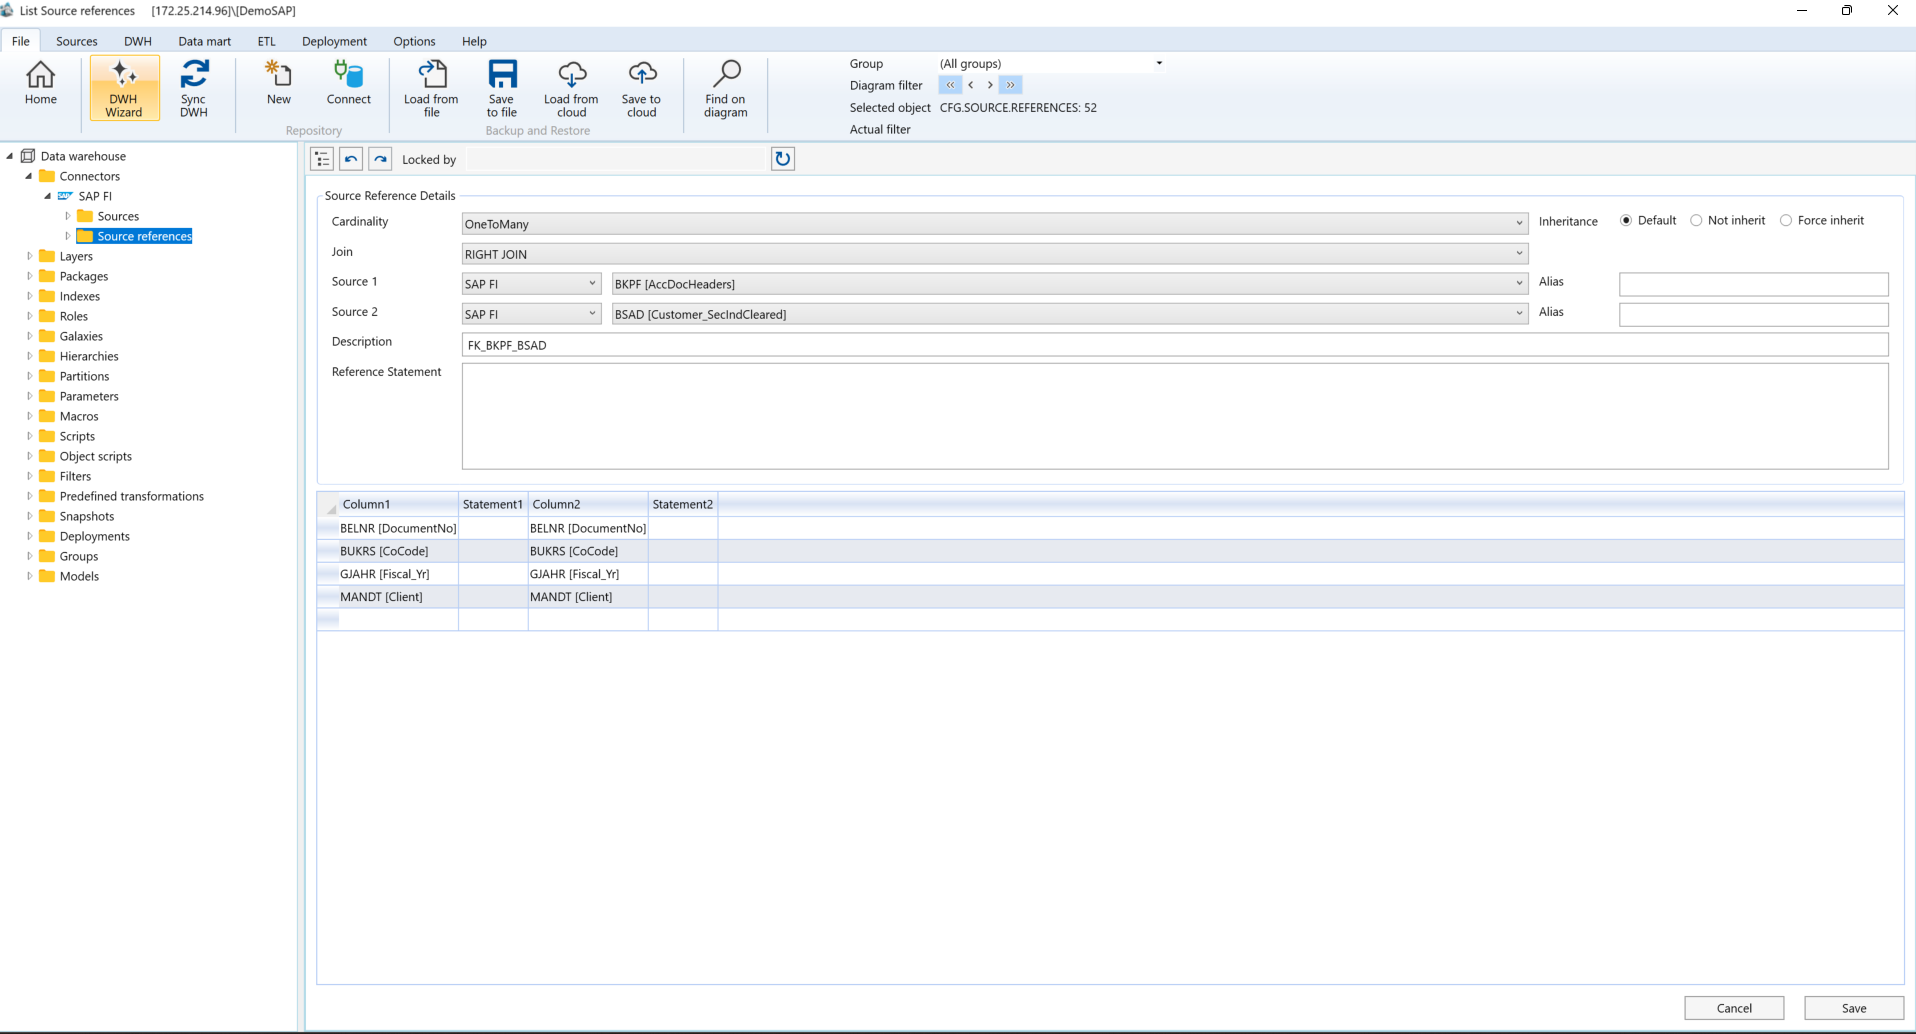 List Source references [172.25.214.96]\[DemoSAP]
File Sources DWH Data mart ETL Deployment Options Help
Home
DWH Wizard
Sync DWH
New
Connect
Repository
Load from file
Save to file
Load from cloud
Save to cloud
Backup and Restore
Find on diagram
Group (All groups)
Diagram filter << < > >>
Selected object CFG.SOURCE.REFERENCES: 52
Actual filter
Data warehouse
Connectors
SAP FI
Sources
Source references
Layers
Packages
Indexes
Roles
Galaxies
Hierarchies
Partitions
Parameters
Macros
Scripts
Object scripts
Filters
Predefined transformations
Snapshots
Deployments
Groups
Models
Locked by
Source Reference Details
Cardinality OneToMany Inheritance Default Not inherit Force inherit
Join RIGHT JOIN
Source 1 SAP FI BKPF [AccDocHeaders] Alias
Source 2 SAP FI BSAD [Customer_SecIndCleared] Alias
Description FK_BKPF_BSAD
Reference Statement
Column1 Statement1 Column2 Statement2
BELNR [DocumentNo] BELNR [DocumentNo]
BUKRS [CoCode] BUKRS [CoCode]
GJAHR [Fiscal_Yr] GJAHR [Fiscal_Yr]
MANDT [Client] MANDT [Client]
Cancel Save